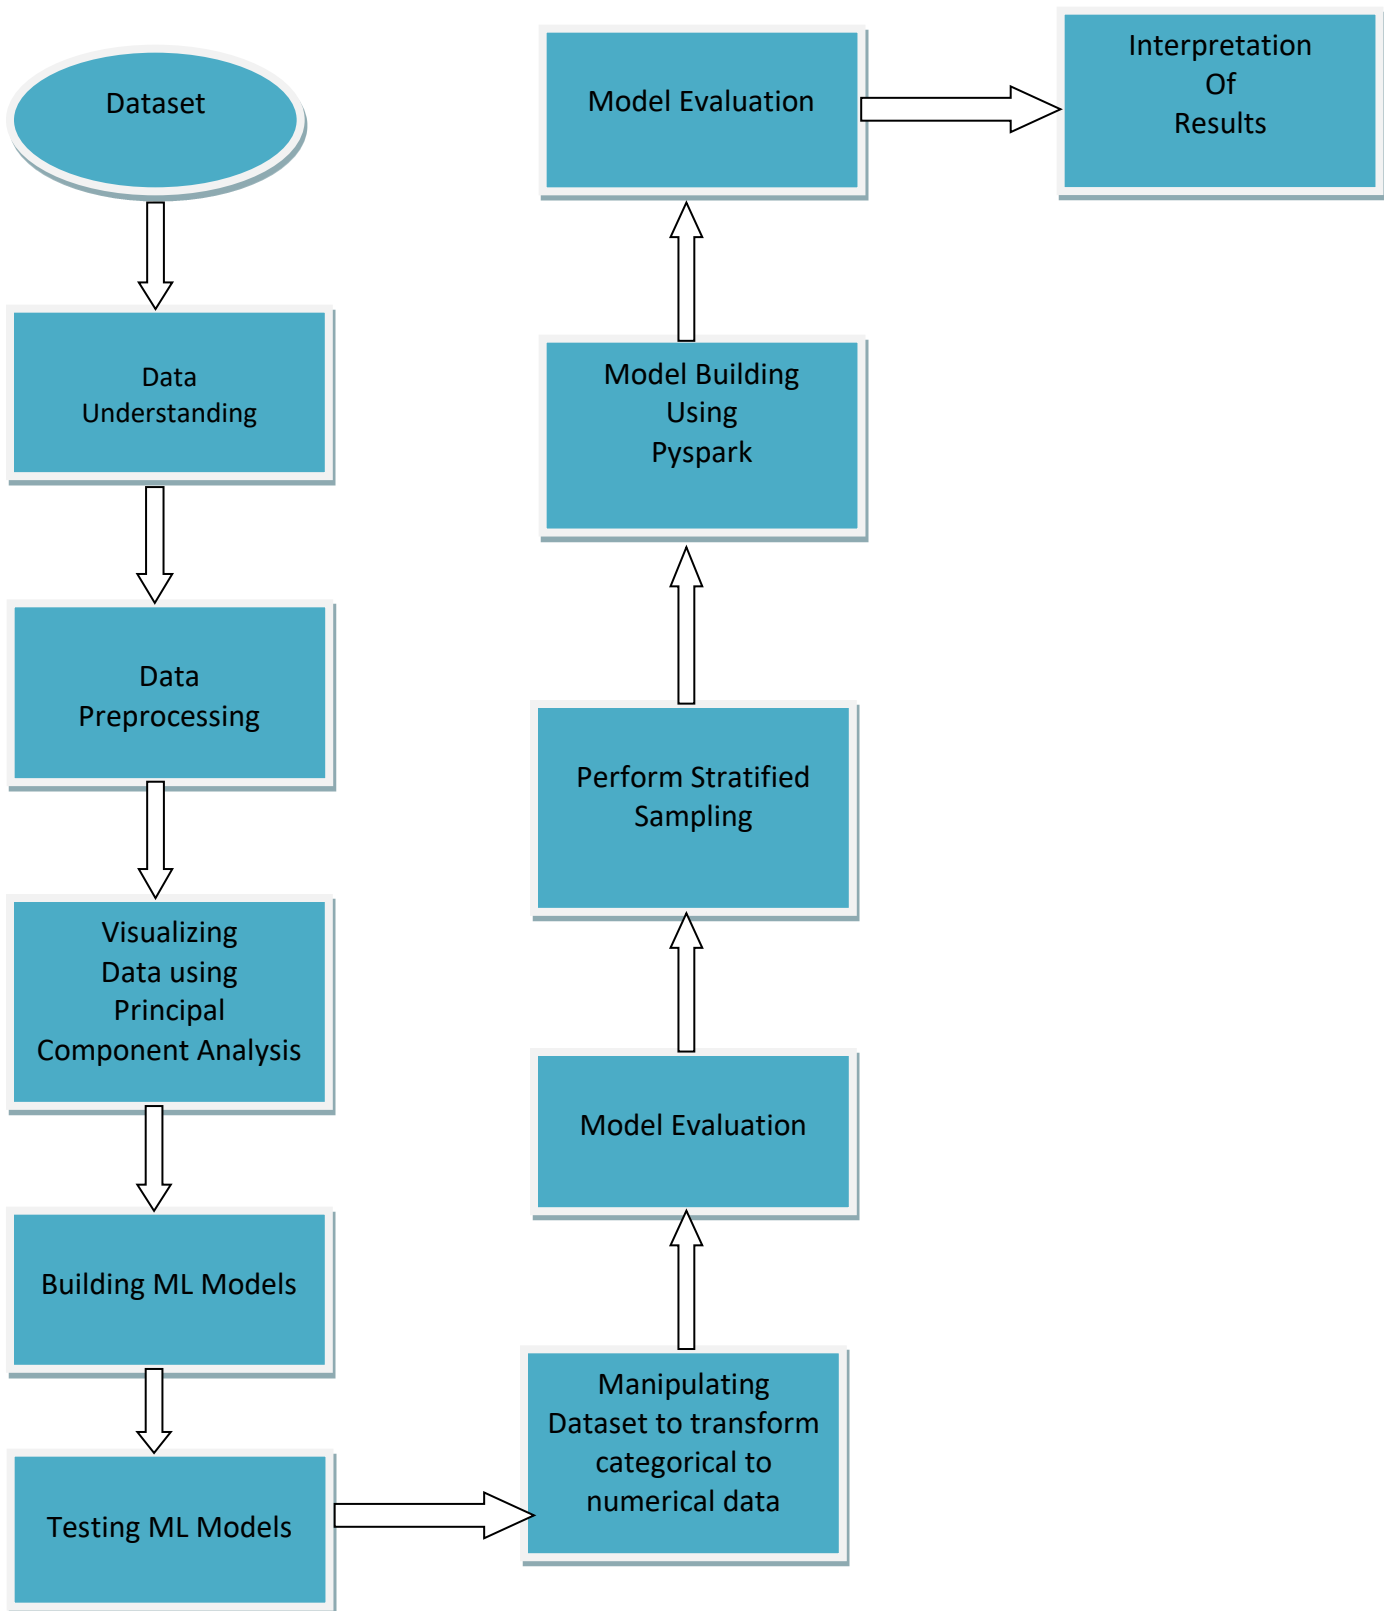 Dataset
Data
Understanding
Data
Preprocessing
Visualizing
Data using
Principal
Component Analysis
Building ML Models
Testing ML Models
Manipulating
Dataset to transform
categorical to
numerical data
Model Evaluation
Perform Stratified
Sampling
Model Building
Using
Pyspark
Model Evaluation
Interpretation
Of
Results